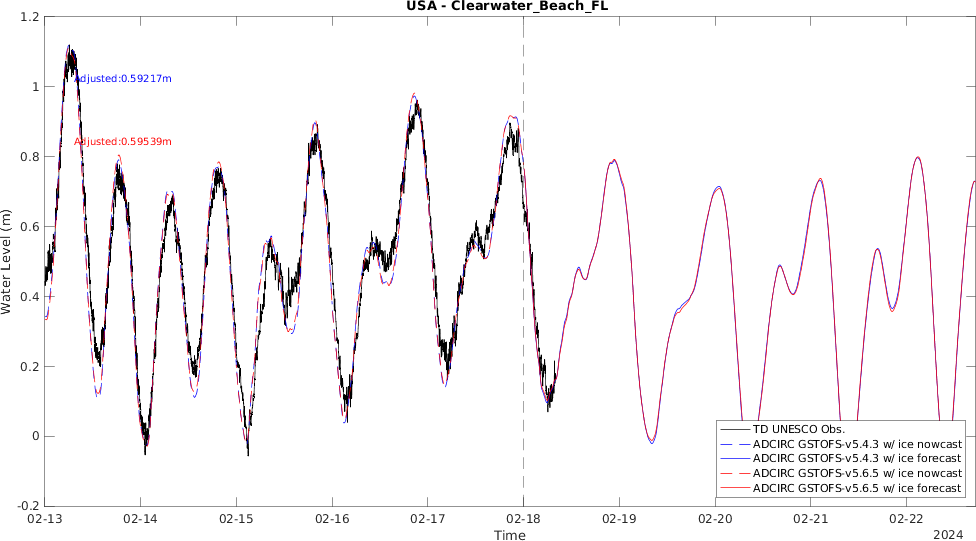 USA - Clearwater_Beach_FL
1.2
1
0.8
0.6
0.4
0.2
0
-0.2
Water Level (m)
Adjusted:0.59217m
Adjusted:0.59539m
TD UNESCO Obs.
ADCIRC GSTOFS-v5.4.3 w/ ice nowcast
ADCIRC GSTOFS-v5.4.3 w/ ice forecast
ADCIRC GSTOFS-v5.6.5 w/ ice nowcast
ADCIRC GSTOFS-v5.6.5 w/ ice forecast
02-13 02-14 02-15 02-16 02-17 02-18 02-19 02-20 02-21 02-22
Time
2024